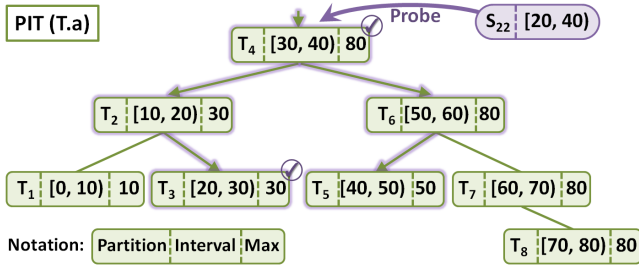 PIT (T.a)
Probe
S22 [20, 40)
T4 [30, 40) 80
T2 [10, 20) 30
T6 [50, 60) 80
T1 [0, 10) 10
T3 [20, 30) 30
T5 [40, 50) 50
T7 [60, 70) 80
Notation: Partition Interval Max
T8 [70, 80) 80